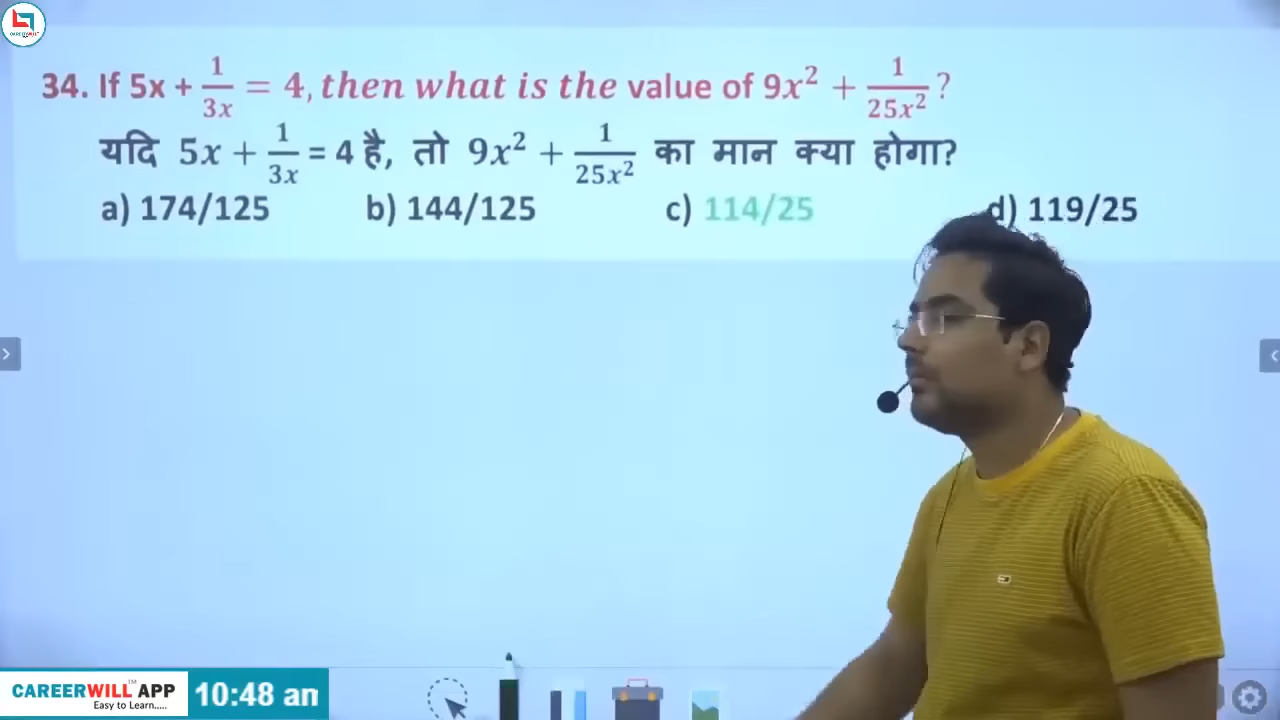 CAREERWILL
34. If 5x + 1/3x = 4, then what is the value of 9x² + 1/25x² ?
यदि 5x + 1/3x = 4 है, तो 9x² + 1/25x² का मान क्या होगा?
a) 174/125 b) 144/125 c) 114/25 d) 119/25
CAREERWILL APP™ 10:48 an
Easy to Learn.....